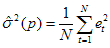 σ̂²(p) = 1/N ∑_{t=1}^{N} e_t²